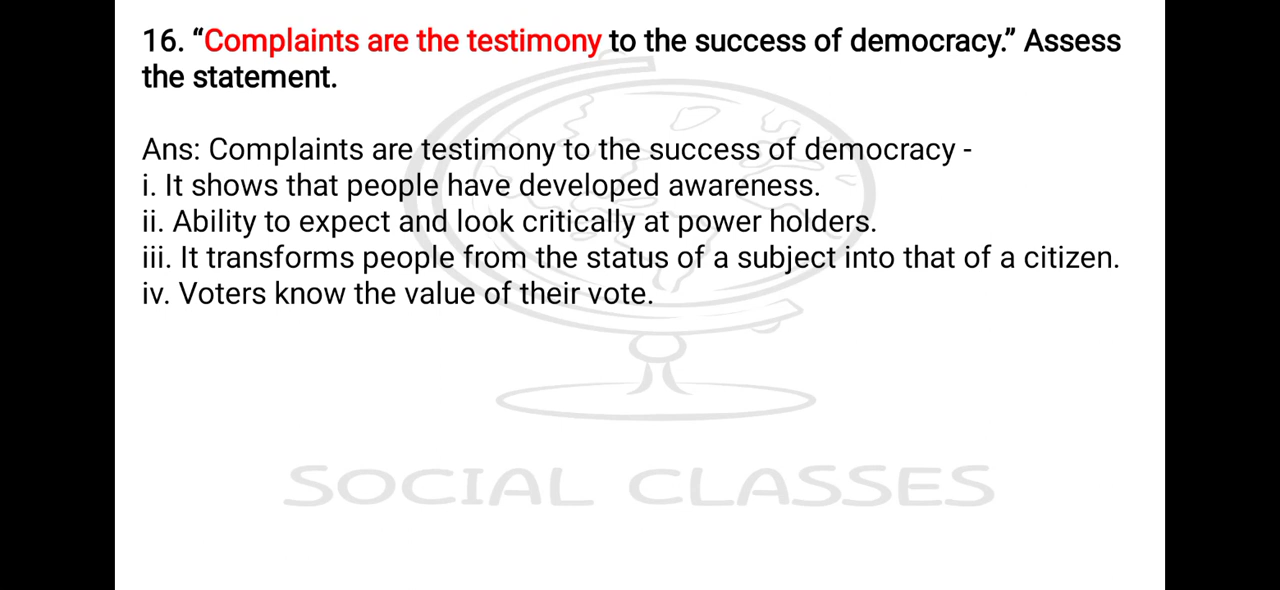 16. “Complaints are the testimony to the success of democracy.” Assess
the statement.
Ans: Complaints are testimony to the success of democracy -
i. It shows that people have developed awareness.
ii. Ability to expect and look critically at power holders.
iii. It transforms people from the status of a subject into that of a citizen.
iv. Voters know the value of their vote.
SOCIAL CLASSES